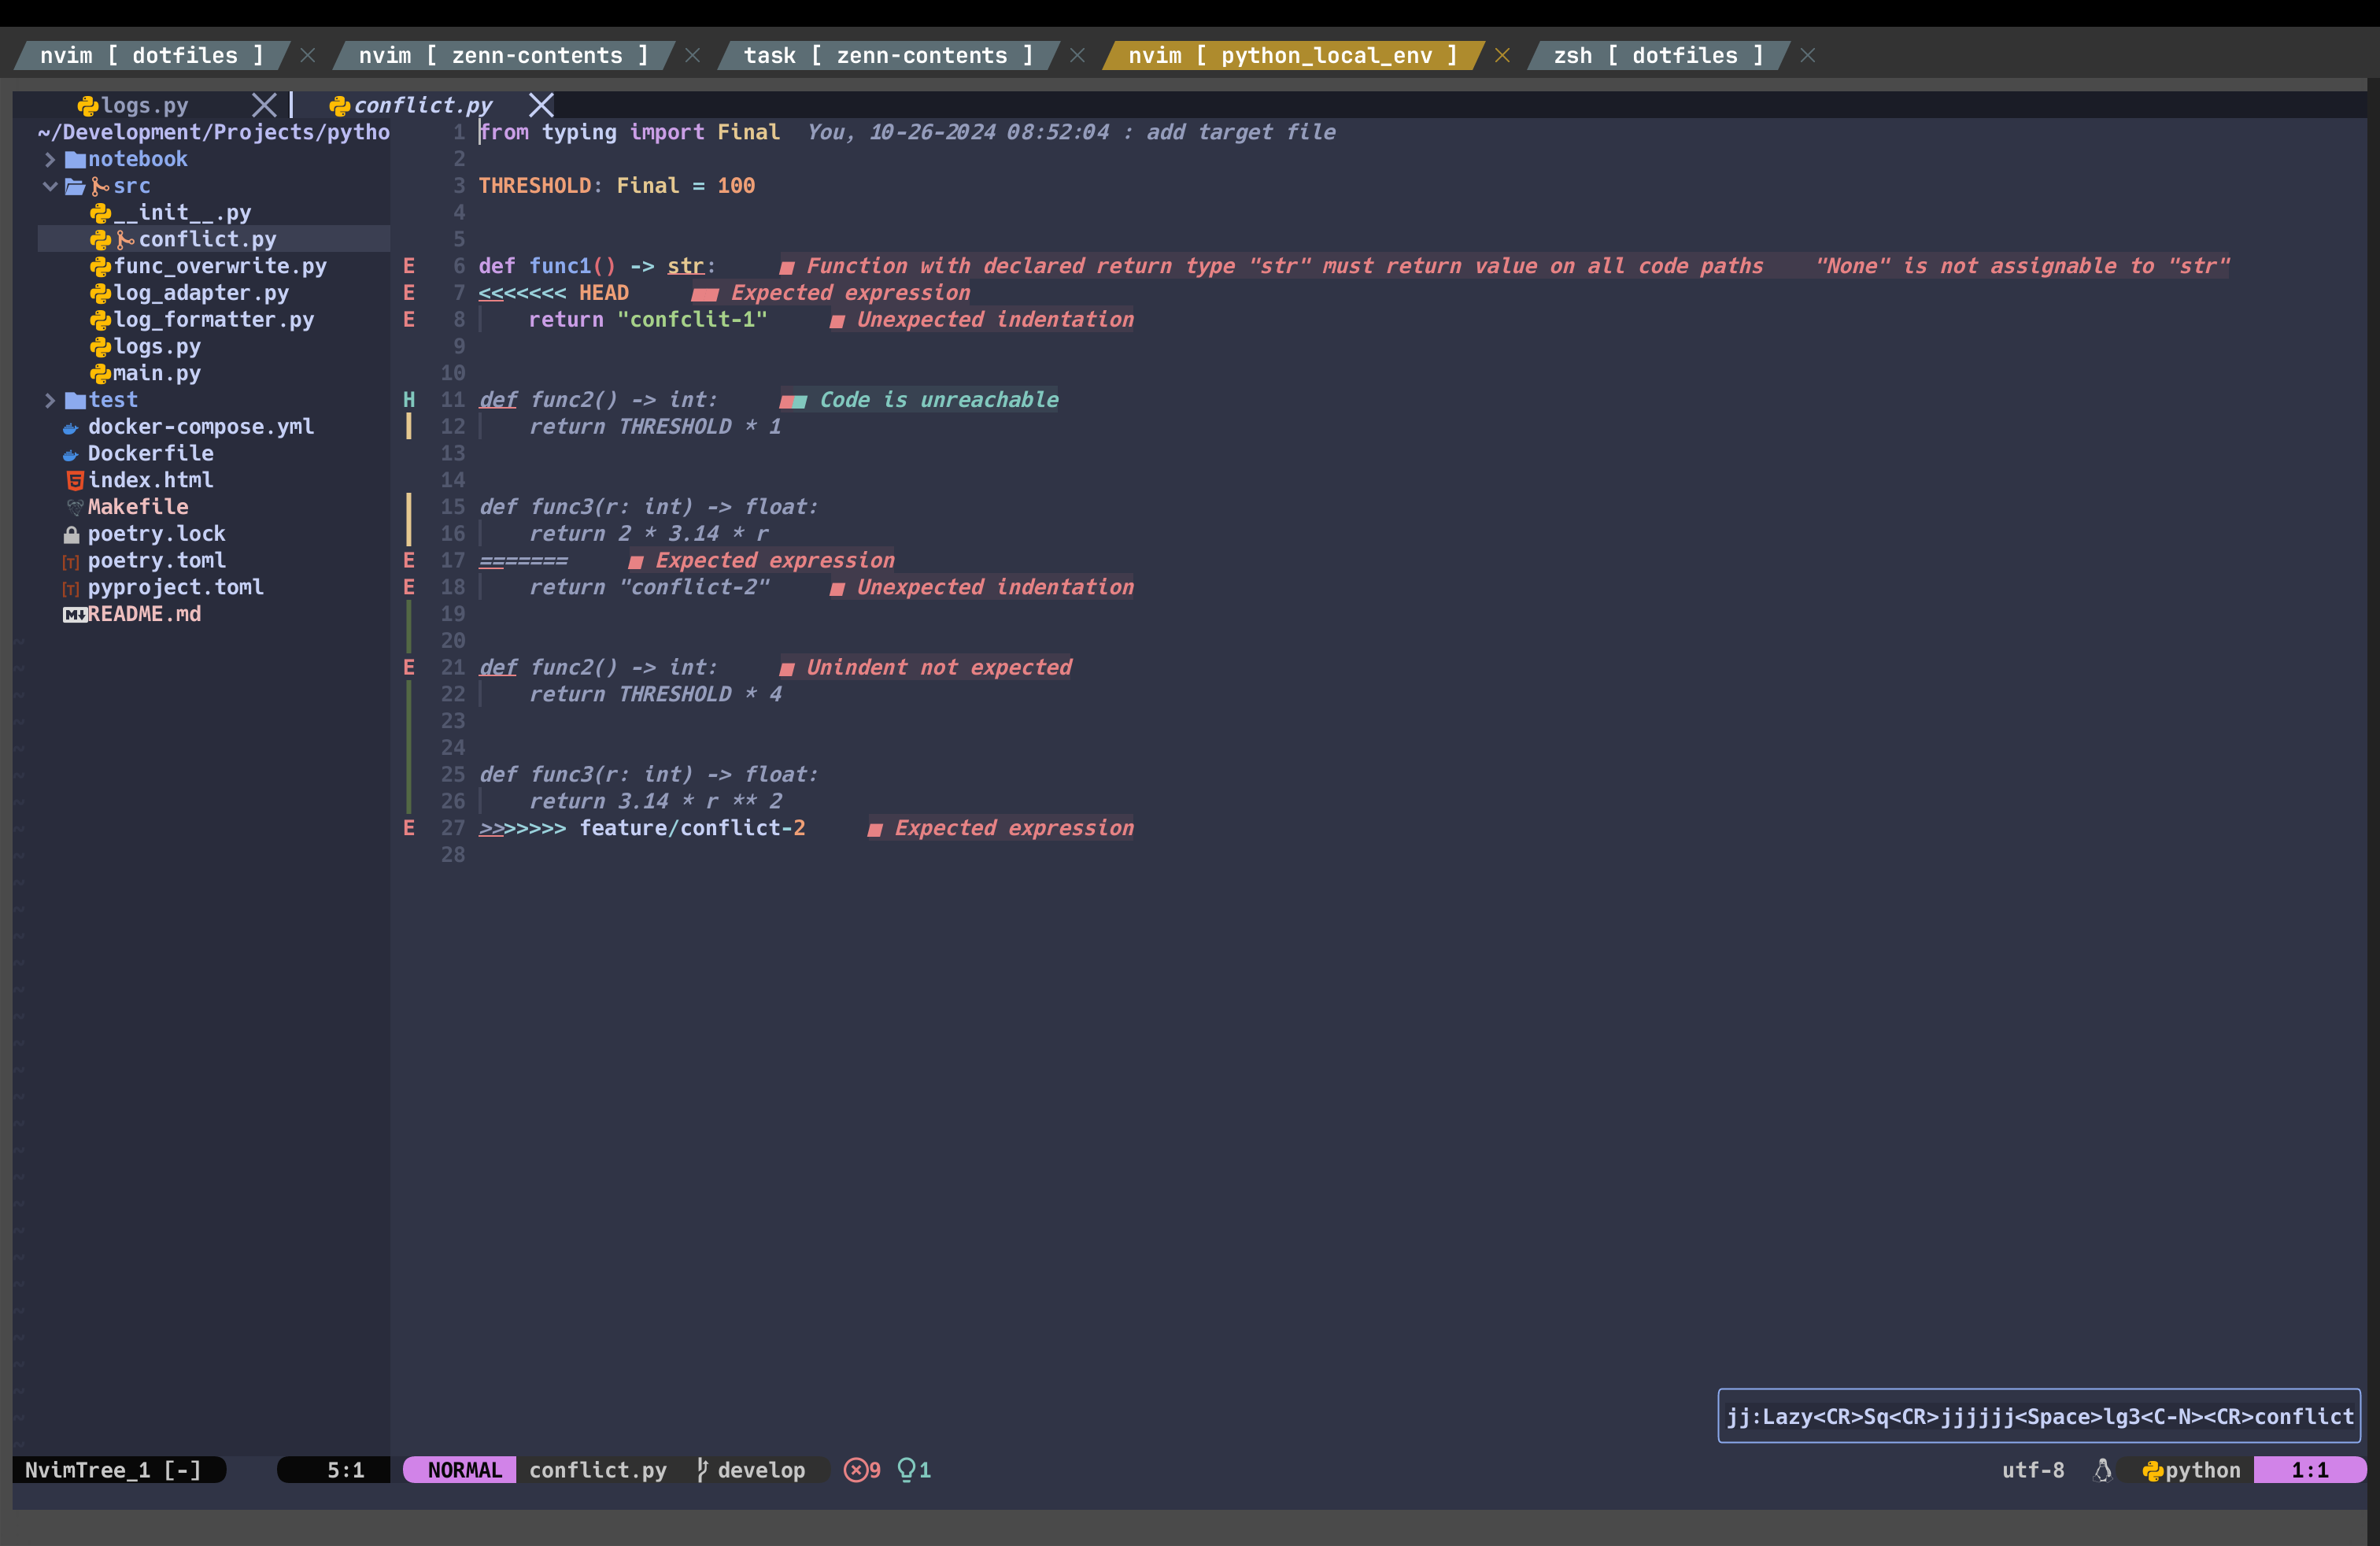 nvim [ dotfiles ] × nvim [ zenn-contents ] × task [ zenn-contents ] × nvim [ python_local_env ] × zsh [ dotfiles ] ×
logs.py conflict.py
~/Development/Projects/pytho
notebook
src
__init__.py
conflict.py
func_overwrite.py
log_adapter.py
log_formatter.py
logs.py
main.py
test
docker-compose.yml
Dockerfile
index.html
Makefile
poetry.lock
poetry.toml
pyproject.toml
README.md
1 from typing import Final You, 10-26-2024 08:52:04 : add target file
2
3 THRESHOLD: Final = 100
4
5
E 6 def func1() -> str: ■ Function with declared return type "str" must return value on all code paths "None" is not assignable to "str"
E 7 <<<<<<< HEAD ■■ Expected expression
E 8 return "confclit-1" ■ Unexpected indentation
9
10
H 11 def func2() -> int: ■■ Code is unreachable
12 return THRESHOLD * 1
13
14
15 def func3(r: int) -> float:
16 return 2 * 3.14 * r
E 17 ======= ■ Expected expression
E 18 return "conflict-2" ■ Unexpected indentation
19
20
E 21 def func2() -> int: ■ Unindent not expected
22 return THRESHOLD * 4
23
24
25 def func3(r: int) -> float:
26 return 3.14 * r ** 2
E 27 >>>>>>> feature/conflict-2 ■ Expected expression
28
jj:Lazy<CR>Sq<CR>jjjjjj<Space>lg3<C-N><CR>conflict
NvimTree_1 [-] 5:1 NORMAL conflict.py develop 9 1 utf-8 python 1:1